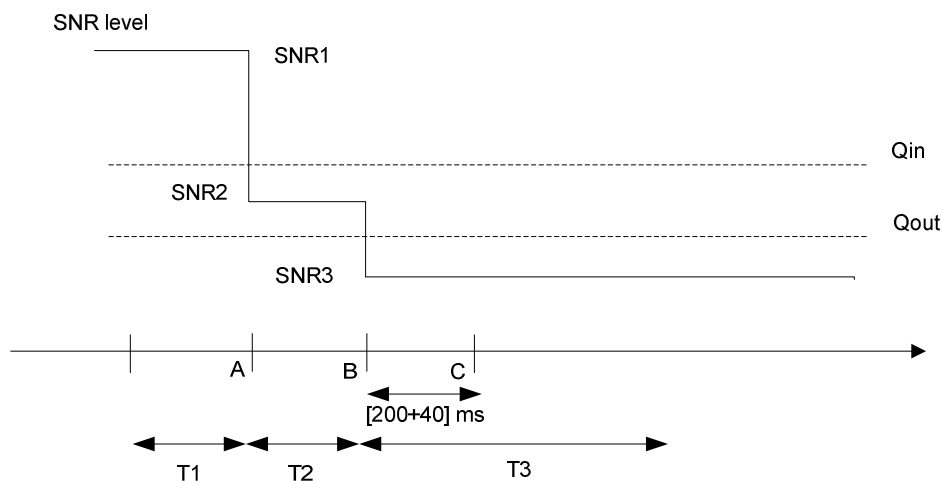 SNR level
SNR1
Qin
SNR2
Qout
SNR3
A
B
C
[200+40] ms
T1
T2
T3